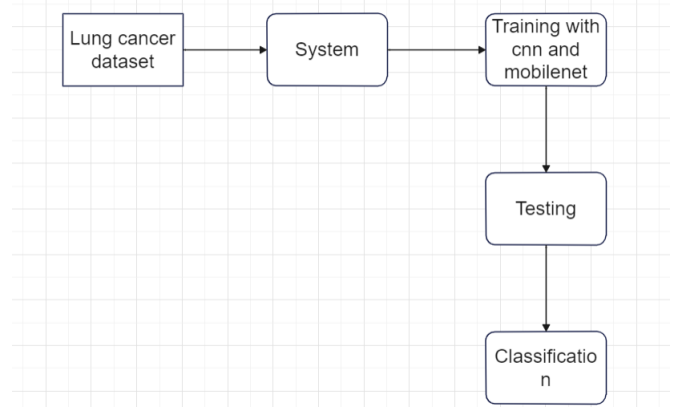 Lung cancer
dataset
System
Training with
cnn and
mobilenet
Testing
Classificatio
n